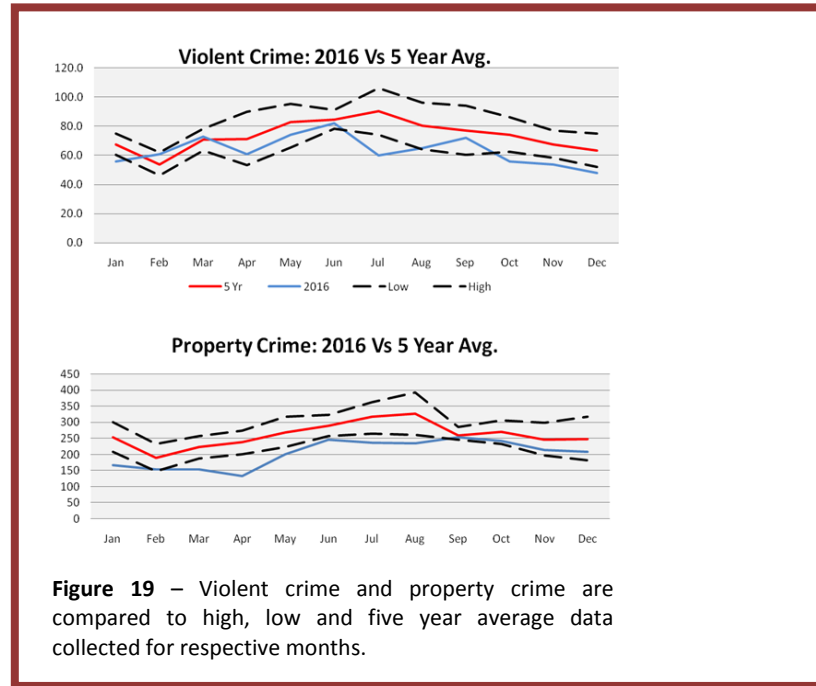 Violent Crime: 2016 Vs 5 Year Avg.
120.0
100.0
80.0
60.0
40.0
20.0
0.0
Jan Feb Mar Apr May Jun Jul Aug Sep Oct Nov Dec
5 Yr 2016 Low High
Property Crime: 2016 Vs 5 Year Avg.
450
400
350
300
250
200
150
100
50
0
Jan Feb Mar Apr May Jun Jul Aug Sep Oct Nov Dec
Figure 19 – Violent crime and property crime are
compared to high, low and five year average data
collected for respective months.